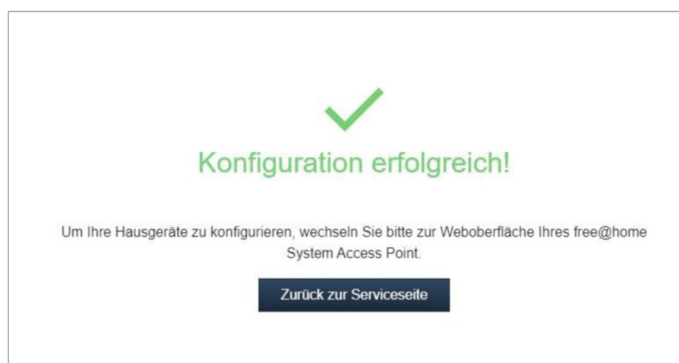 Konfiguration erfolgreich!
Um Ihre Hausgeräte zu konfigurieren, wechseln Sie bitte zur Weboberfläche Ihres free@home
System Access Point.
Zurück zur Serviceseite